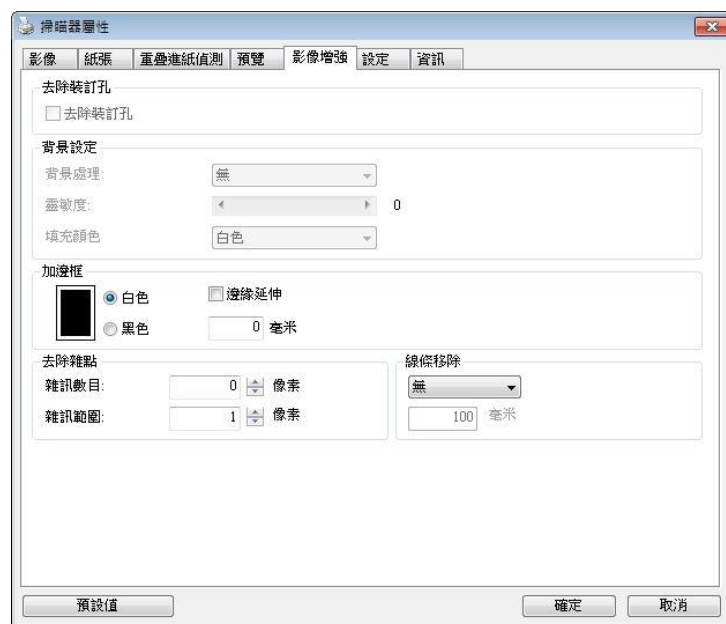 掃瞄器屬性
影像 紙張 重疊進紙偵測 預覽 影像增強 設定 資訊
去除裝訂孔
去除裝訂孔
背景設定
背景處理: 無
靈敏度: 0
填充顏色 白色
加邊框
白色 邊緣延伸
黑色 0 毫米
去除雜點 線條移除
雜訊數目: 0 像素 無
雜訊範圍: 1 像素 100 毫米
預設值 確定 取消